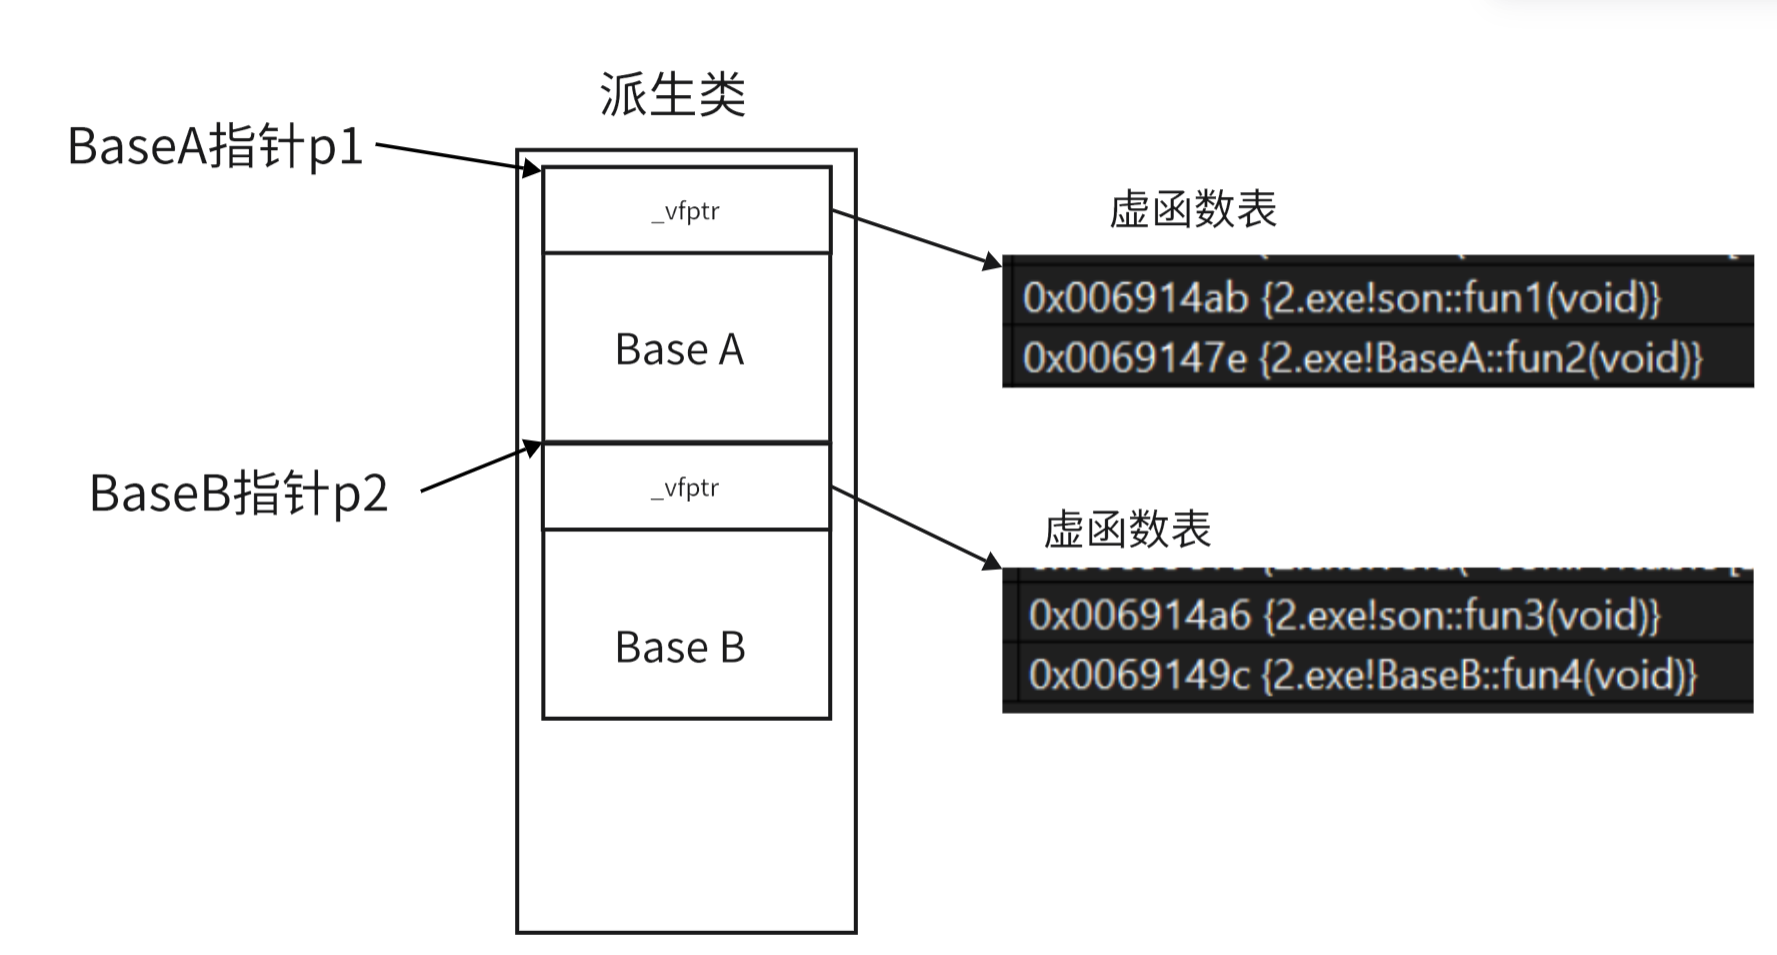 派生类
BaseA指针p1
_vfptr
虚函数表
0x006914ab {2.exe!son::fun1(void)}
0x0069147e {2.exe!BaseA::fun2(void)}
Base A
BaseB指针p2
_vfptr
虚函数表
0x006914a6 {2.exe!son::fun3(void)}
0x0069149c {2.exe!BaseB::fun4(void)}
Base B